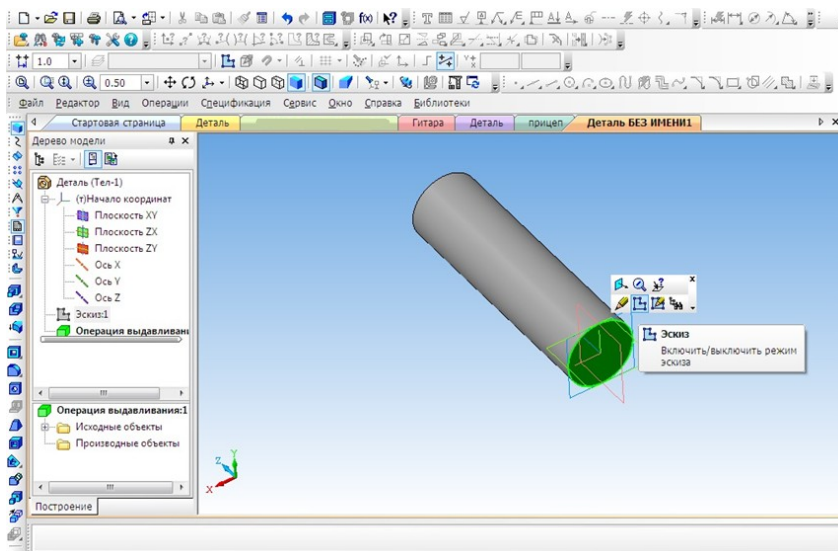 f(x)
1.0
0.50
Файл Редактор Вид Операции Спецификация Сервис Окно Справка Библиотеки
Стартовая страница Деталь Гитара Деталь прицеп Деталь БЕЗ ИМЕНИ1
Дерево модели
Деталь (Тел-1)
(т)Начало координат
Плоскость XY
Плоскость ZX
Плоскость ZY
Ось X
Ось Y
Ось Z
Эскиз:1
Операция выдавливани
Эскиз
Включить/выключить режим
эскиза
Операция выдавливания:1
Исходные объекты
Производные объекты
Z Y
X
Построение